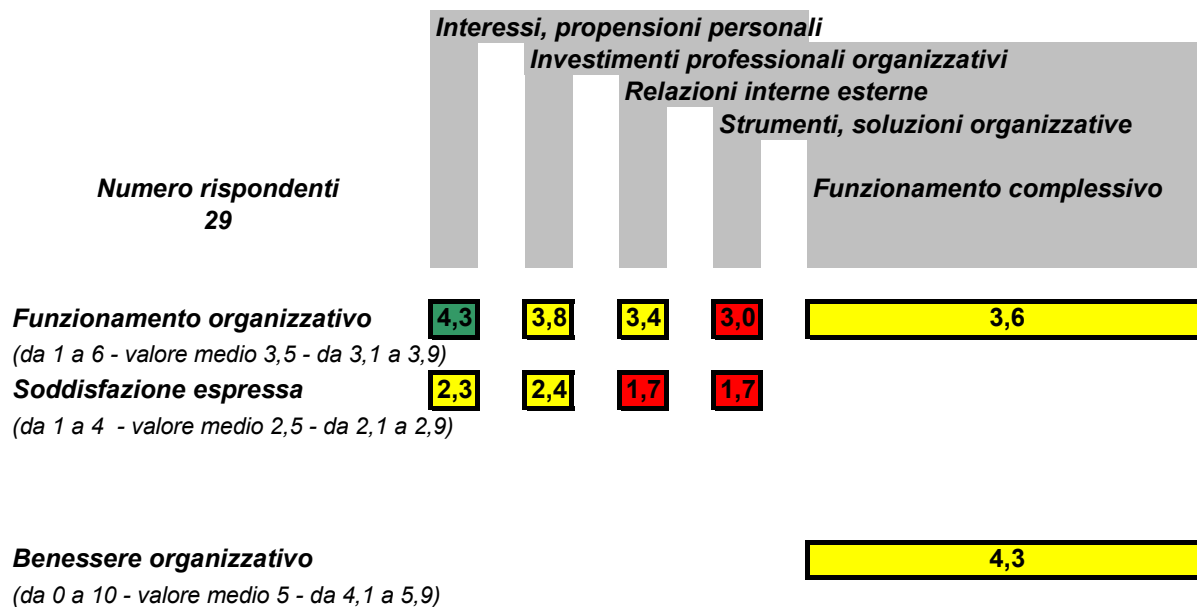 Interessi, propensioni personali
Investimenti professionali organizzativi
Relazioni interne esterne
Strumenti, soluzioni organizzative
Numero rispondenti Funzionamento complessivo
29
Funzionamento organizzativo 4,3 3,8 3,4 3,0 3,6
(da 1 a 6 - valore medio 3,5 - da 3,1 a 3,9)
Soddisfazione espressa 2,3 2,4 1,7 1,7
(da 1 a 4 - valore medio 2,5 - da 2,1 a 2,9)
Benessere organizzativo 4,3
(da 0 a 10 - valore medio 5 - da 4,1 a 5,9)